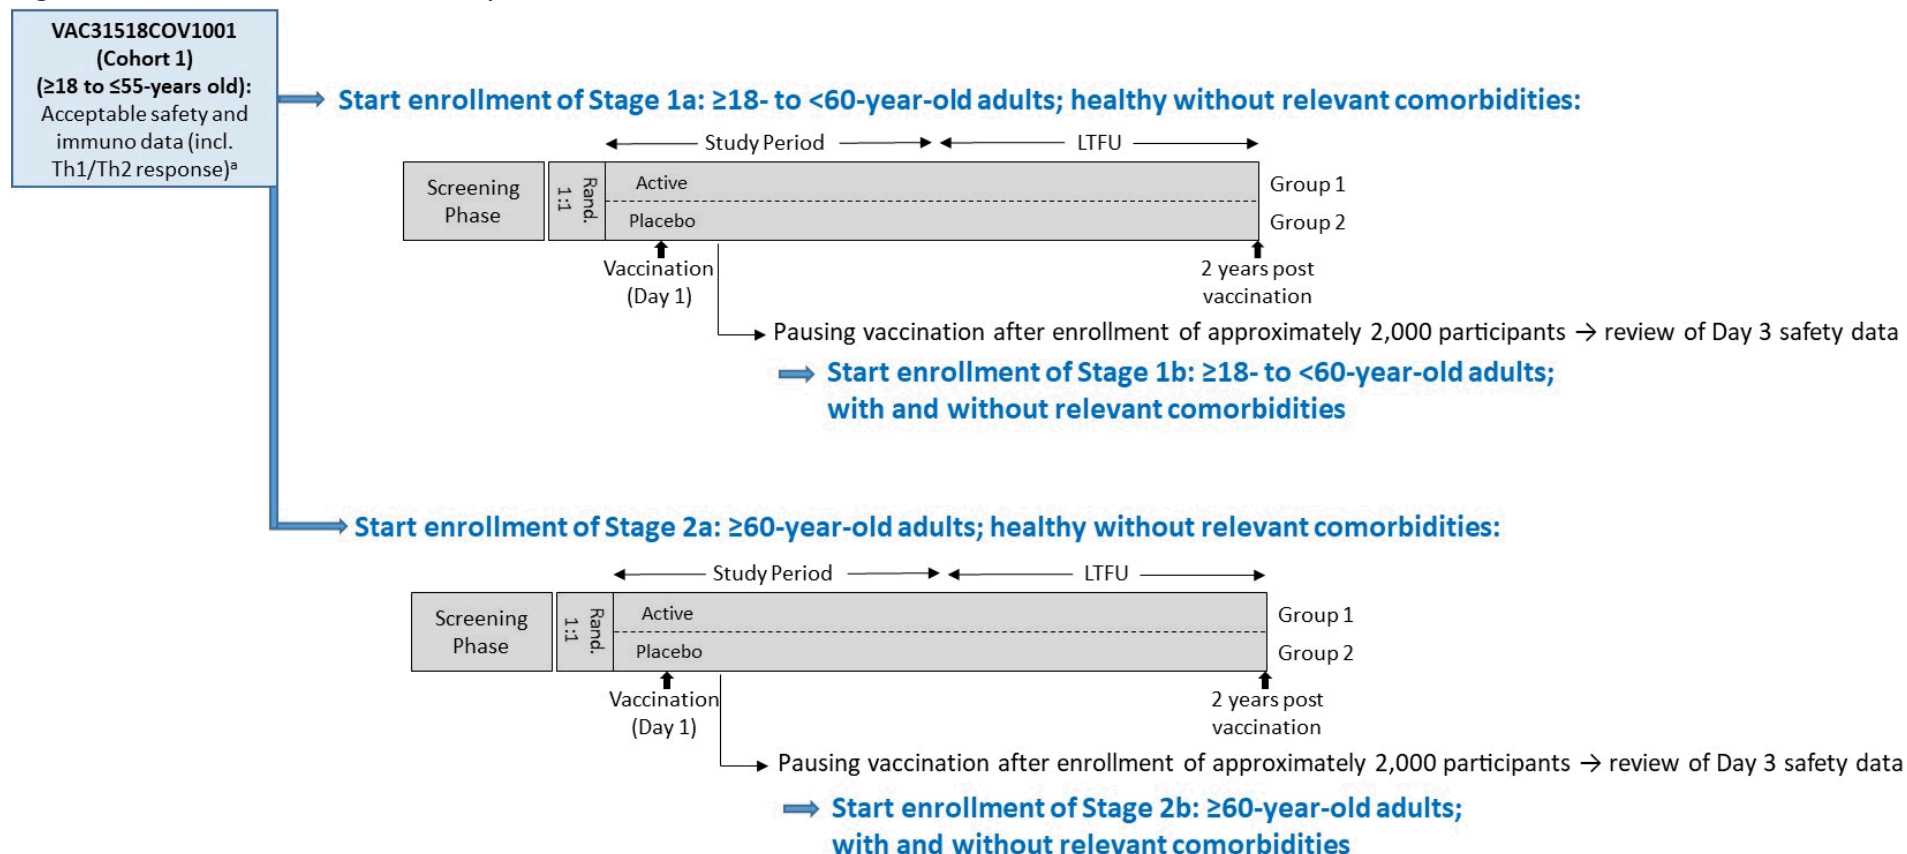 VAC31518COV1001
(Cohort 1)
(≥18 to ≤55-years old):
Acceptable safety and
immuno data (incl.
Th1/Th2 response)ᵃ
Start enrollment of Stage 1a: ≥18- to <60-year-old adults; healthy without relevant comorbidities:
Study Period
LTFU
Screening
Phase
Rand.
1:1
Active
Placebo
Group 1
Group 2
Vaccination
(Day 1)
2 years post
vaccination
Pausing vaccination after enrollment of approximately 2,000 participants → review of Day 3 safety data
Start enrollment of Stage 1b: ≥18- to <60-year-old adults;
with and without relevant comorbidities
Start enrollment of Stage 2a: ≥60-year-old adults; healthy without relevant comorbidities:
Study Period
LTFU
Screening
Phase
Rand.
1:1
Active
Placebo
Group 1
Group 2
Vaccination
(Day 1)
2 years post
vaccination
Pausing vaccination after enrollment of approximately 2,000 participants → review of Day 3 safety data
Start enrollment of Stage 2b: ≥60-year-old adults;
with and without relevant comorbidities